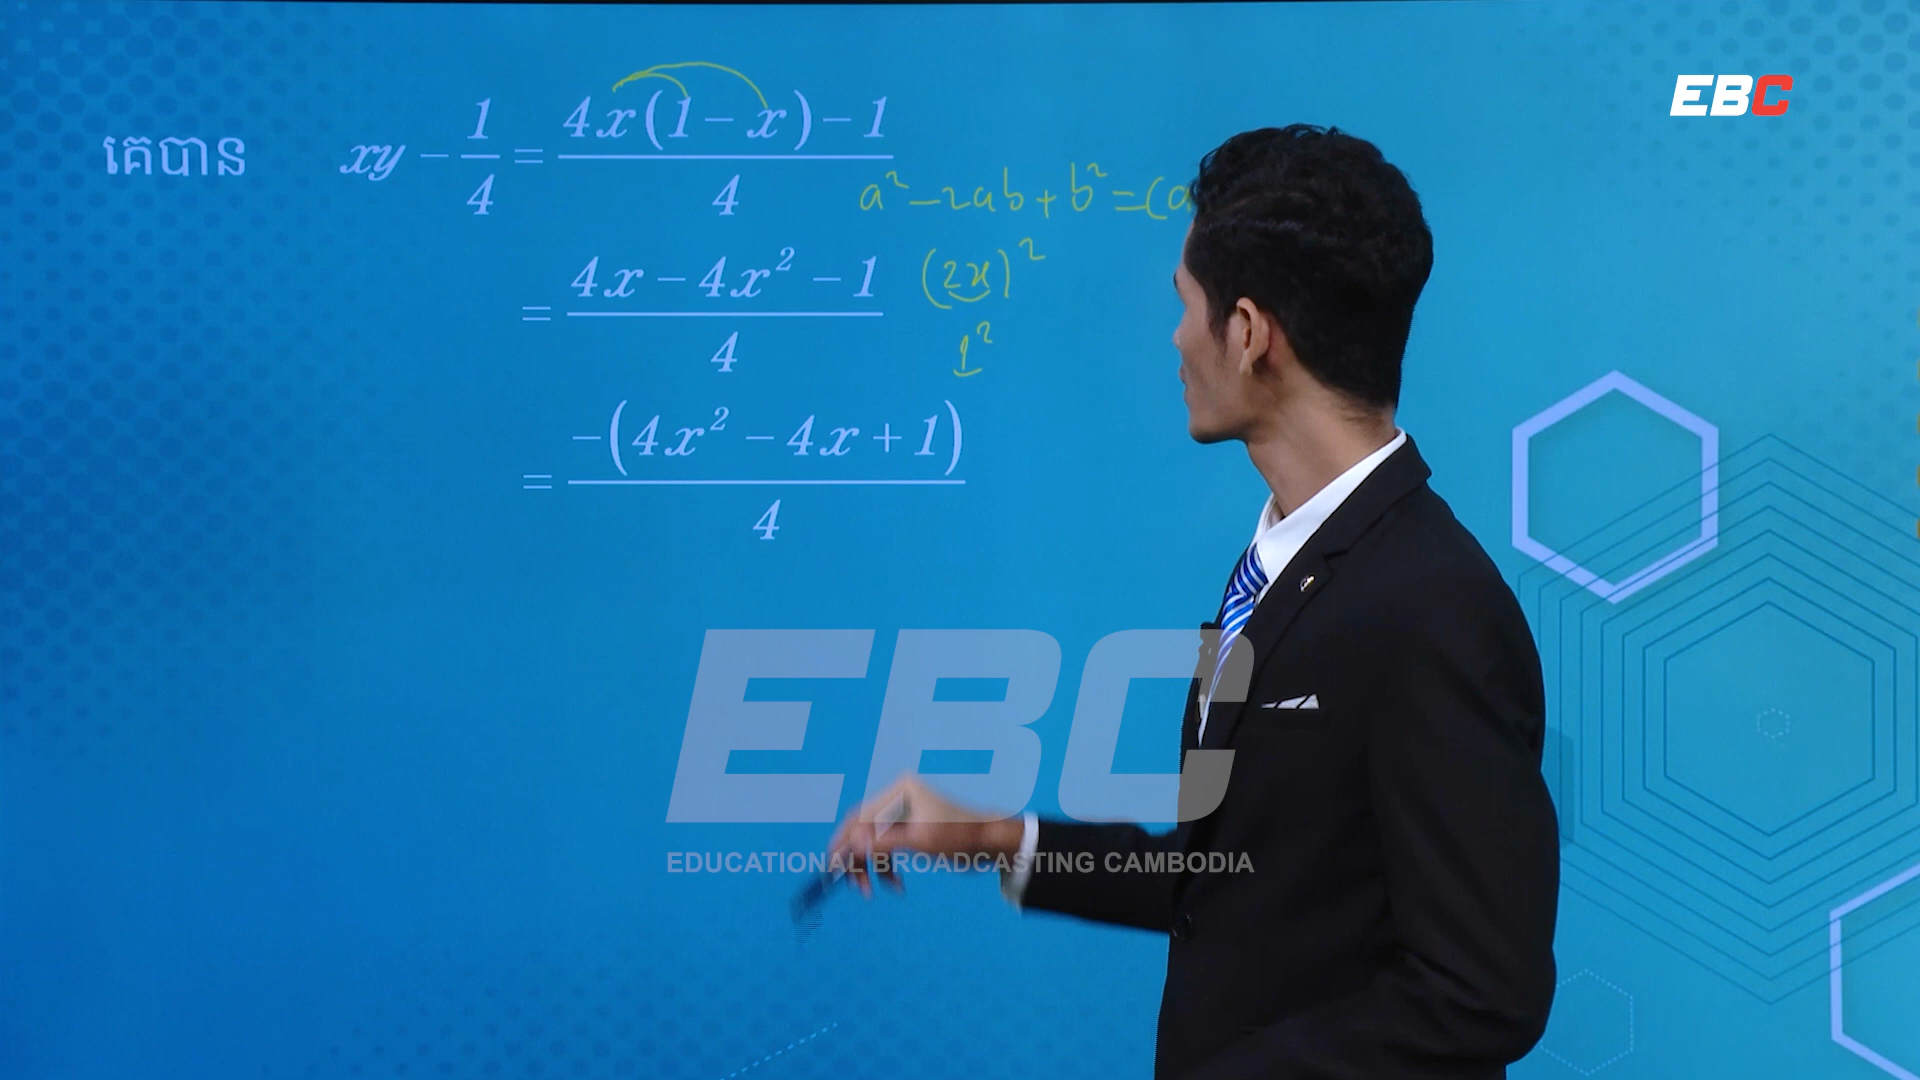 EBC
គេបាន xy - 1/4 = (4x(1 - x) - 1)/4
a² - 2ab + b² = (a
= (4x - 4x² - 1)/4
(2x)²
1²
= -(4x² - 4x + 1)/4
EBC
EDUCATIONAL BROADCASTING CAMBODIA